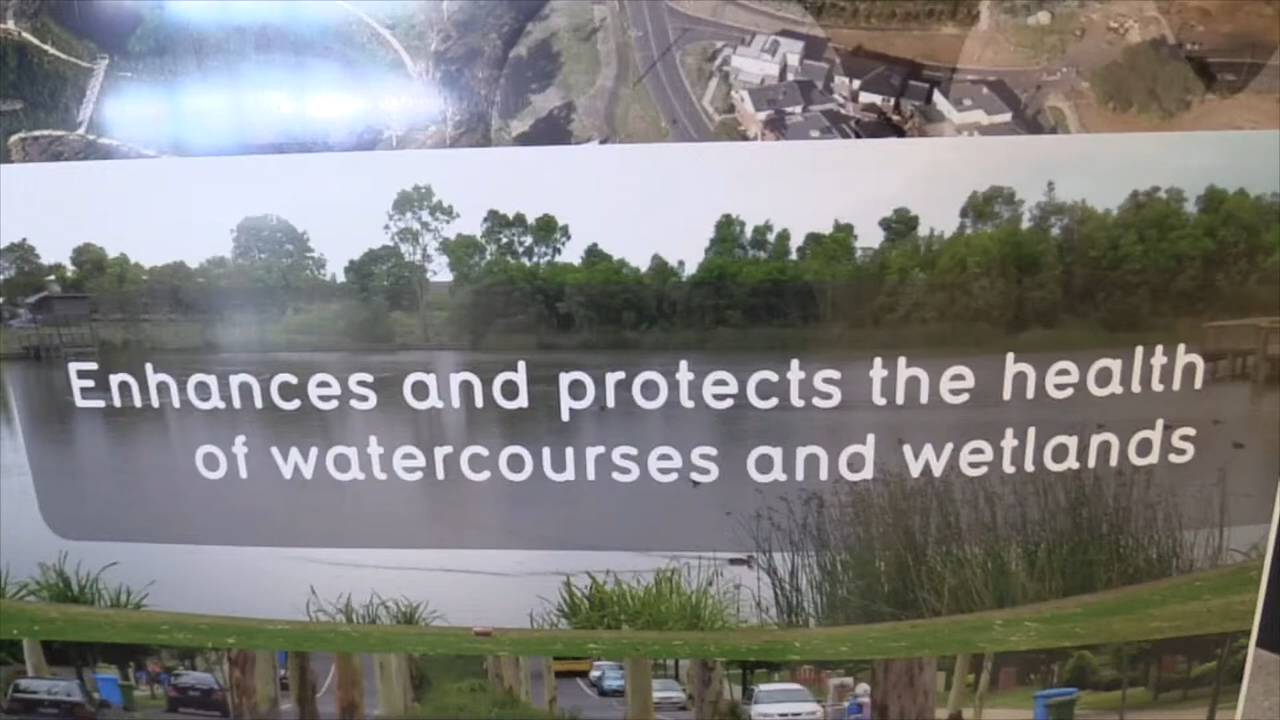 Enhances and protects the health
of watercourses and wetlands